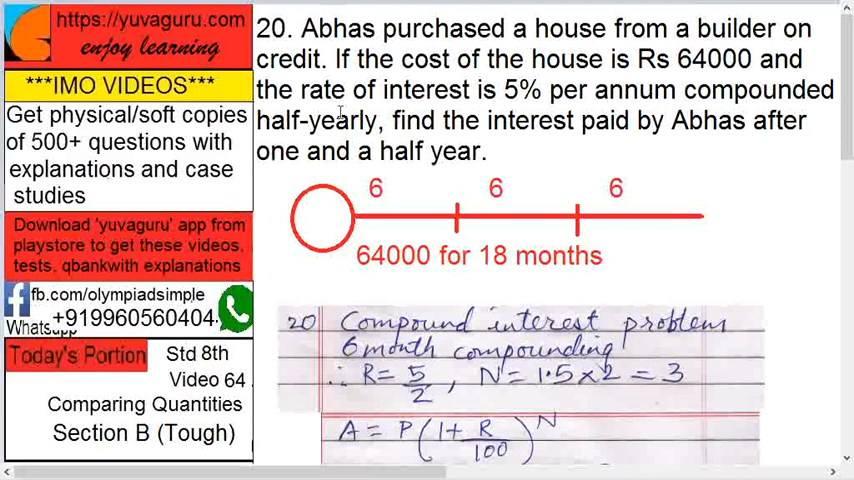 https://yuvaguru.com
enjoy learning
***IMO VIDEOS***
Get physical/soft copies
of 500+ questions with
explanations and case
studies
Download 'yuvaguru' app from
playstore to get these videos,
tests, qbankwith explanations
fb.com/olympiadsimple
Whatsupp +919960560404
Today's Portion
Std 8th
Video 64
Comparing Quantities
Section B (Tough)
20. Abhas purchased a house from a builder on
credit. If the cost of the house is Rs 64000 and
the rate of interest is 5% per annum compounded
half-yearly, find the interest paid by Abhas after
one and a half year.
6 6 6
64000 for 18 months
20 Compound interest problem
6 month compounding
∴ R = 5/2, N = 1.5 x 2 = 3
A = P(1 + R/100)^N